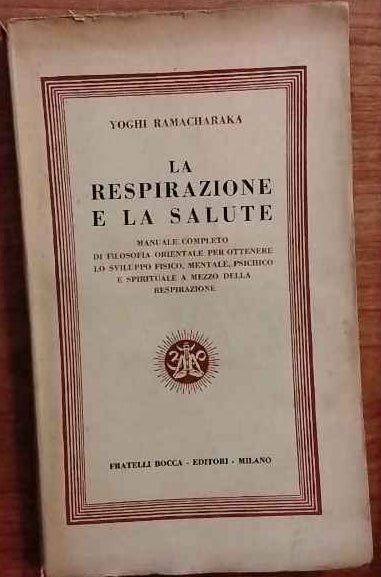 YOGHI RAMACHARAKA
LA
RESPIRAZIONE
E LA SALUTE
MANUALE COMPLETO
DI FILOSOFIA ORIENTALE PER OTTENERE
LO SVILUPPO FISICO, MENTALE, PSICHICO
E SPIRITUALE A MEZZO DELLA
RESPIRAZIONE
FRATELLI BOCCA - EDITORI - MILANO